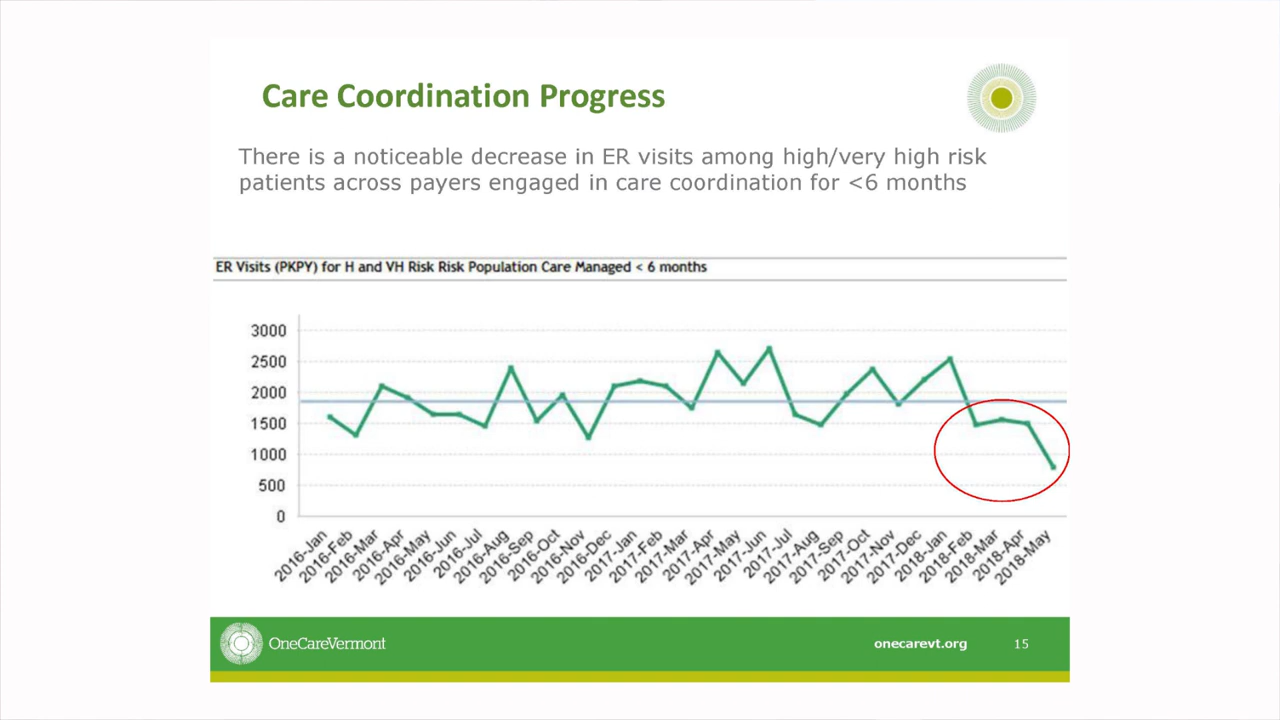 Care Coordination Progress
There is a noticeable decrease in ER visits among high/very high risk
patients across payers engaged in care coordination for <6 months
ER Visits (PKPY) for H and VH Risk Risk Population Care Managed < 6 months
3000
2500
2000
1500
1000
500
0
2016-Jan
2016-Feb
2016-Mar
2016-Apr
2016-May
2016-Jun
2016-Jul
2016-Aug
2016-Sep
2016-Oct
2016-Nov
2016-Dec
2017-Jan
2017-Feb
2017-Mar
2017-Apr
2017-May
2017-Jun
2017-Jul
2017-Aug
2017-Sep
2017-Oct
2017-Nov
2017-Dec
2018-Jan
2018-Feb
2018-Mar
2018-Apr
2018-May
OneCareVermont
onecarevt.org 15